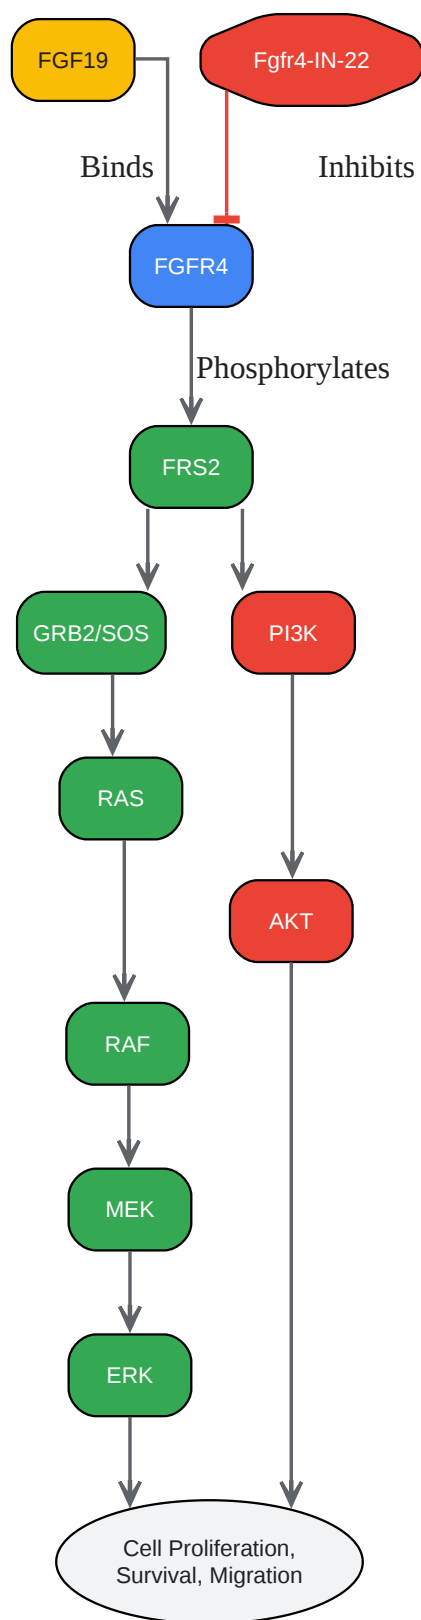 FGF19
Fgfr4-IN-22
Binds
Inhibits
FGFR4
Phosphorylates
FRS2
GRB2/SOS
PI3K
RAS
AKT
RAF
MEK
ERK
Cell Proliferation,
Survival, Migration